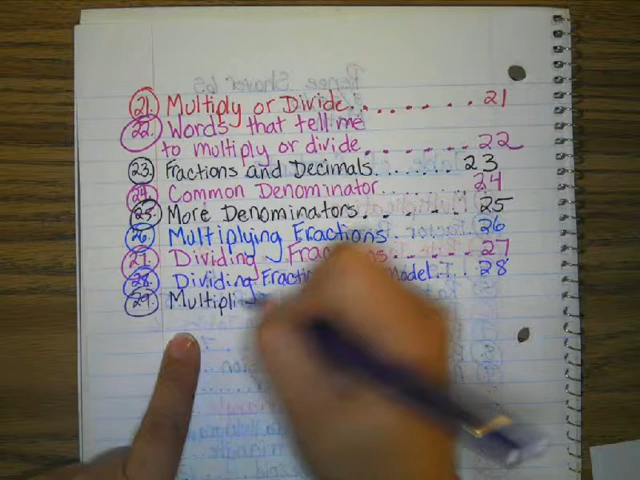 21. Multiply or Divide........ 21
22. Words that tell me
to multiply or divide...... 22
23. Fractions and Decimals....... 23
24. Common Denominator....... 24
25. More Denominators....... 25
26. Multiplying Fractions .... 26
27. Dividing Fractions...... 27
28. Dividing Model... 28
29. Multipli